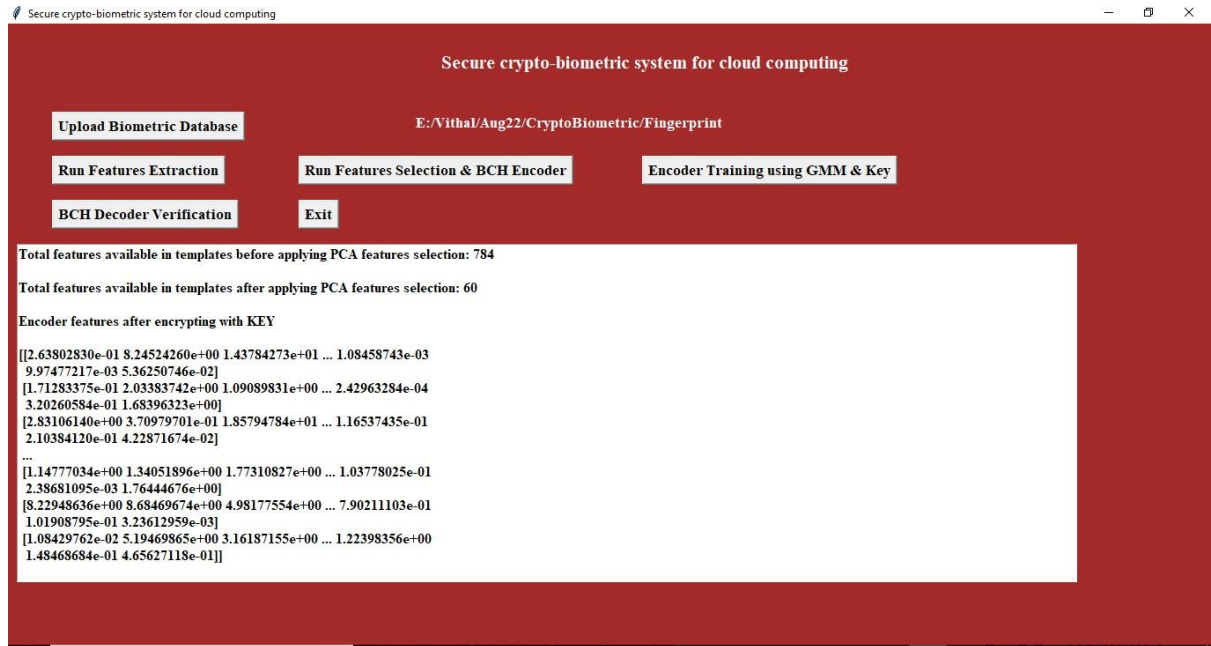 Secure crypto-biometric system for cloud computing
Secure crypto-biometric system for cloud computing
Upload Biometric Database
E:/Vithal/Aug22/CryptoBiometric/Fingerprint
Run Features Extraction
Run Features Selection & BCH Encoder
Encoder Training using GMM & Key
BCH Decoder Verification
Exit
Total features available in templates before applying PCA features selection: 784
Total features available in templates after applying PCA features selection: 60
Encoder features after encrypting with KEY
[[2.63802830e-01 8.24524260e+00 1.43784273e+01 ... 1.08458743e-03
9.97477217e-03 5.36250746e-02]
[1.71283375e-01 2.03383742e+00 1.09089831e+00 ... 2.42963284e-04
3.20260584e-01 1.68396323e+00]
[2.83106140e+00 3.70979701e-01 1.85794784e+01 ... 1.16537435e-01
2.10384120e-01 4.22871674e-02]
...
[1.14777034e+00 1.34051896e+00 1.77310827e+00 ... 1.03778025e-01
2.38681095e-03 1.76444676e+00]
[8.22948636e+00 8.68469674e+00 4.98177554e+00 ... 7.90211103e-01
1.01908795e-01 3.23612959e-03]
[1.08429762e-02 5.19469865e+00 3.16187155e+00 ... 1.22398356e+00
1.48468684e-01 4.65627118e-01]]